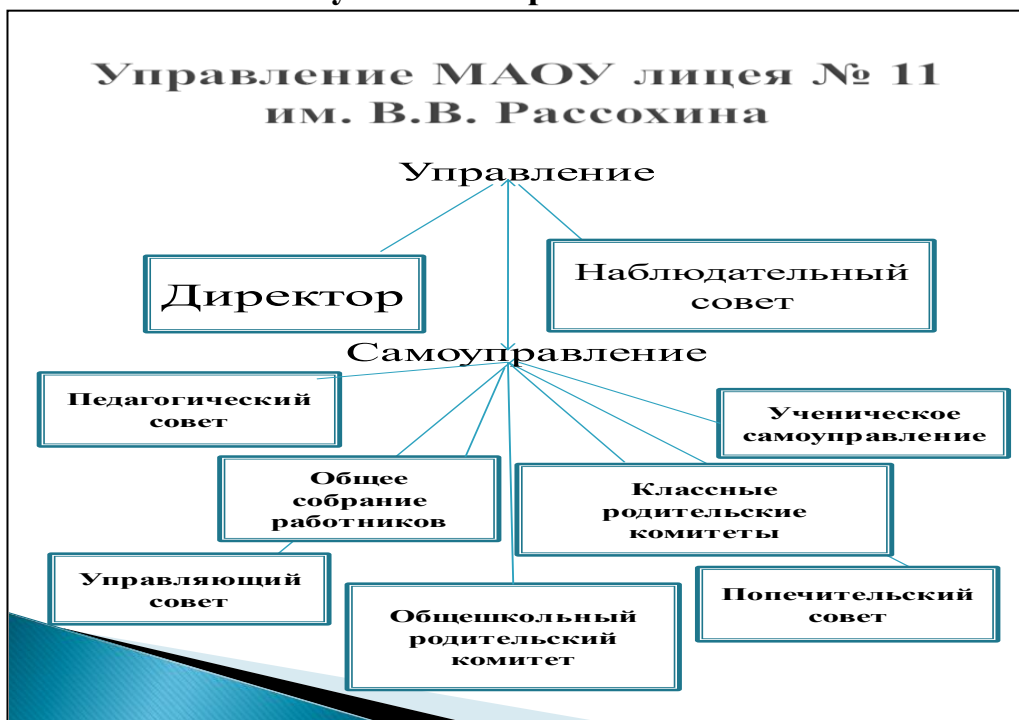 Управление МАОУ лицея № 11
им. В.В. Рассохина
Управление
Директор
Наблюдательный
совет
Самоуправление
Педагогический
совет
Ученическое
самоуправление
Общее
собрание
работников
Классные
родительские
комитеты
Управляющий
совет
Общешкольный
родительский
комитет
Попечительский
совет